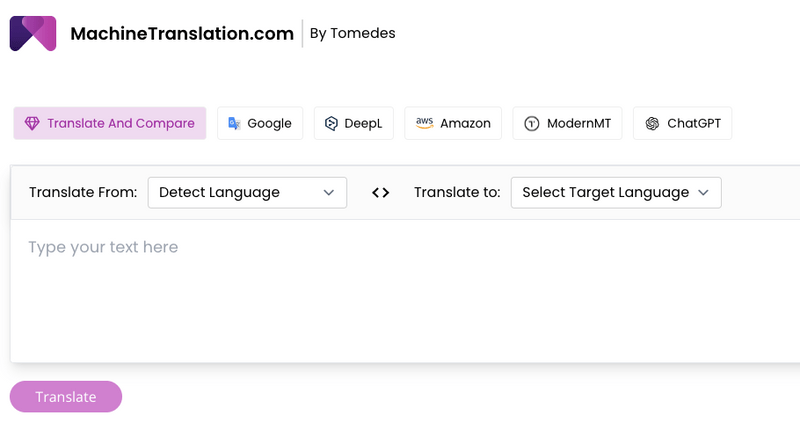 MachineTranslation.com By Tomedes
Translate And Compare Google DeepL aws Amazon ModernMT ChatGPT
Translate From: Detect Language <> Translate to: Select Target Language
Type your text here
Translate